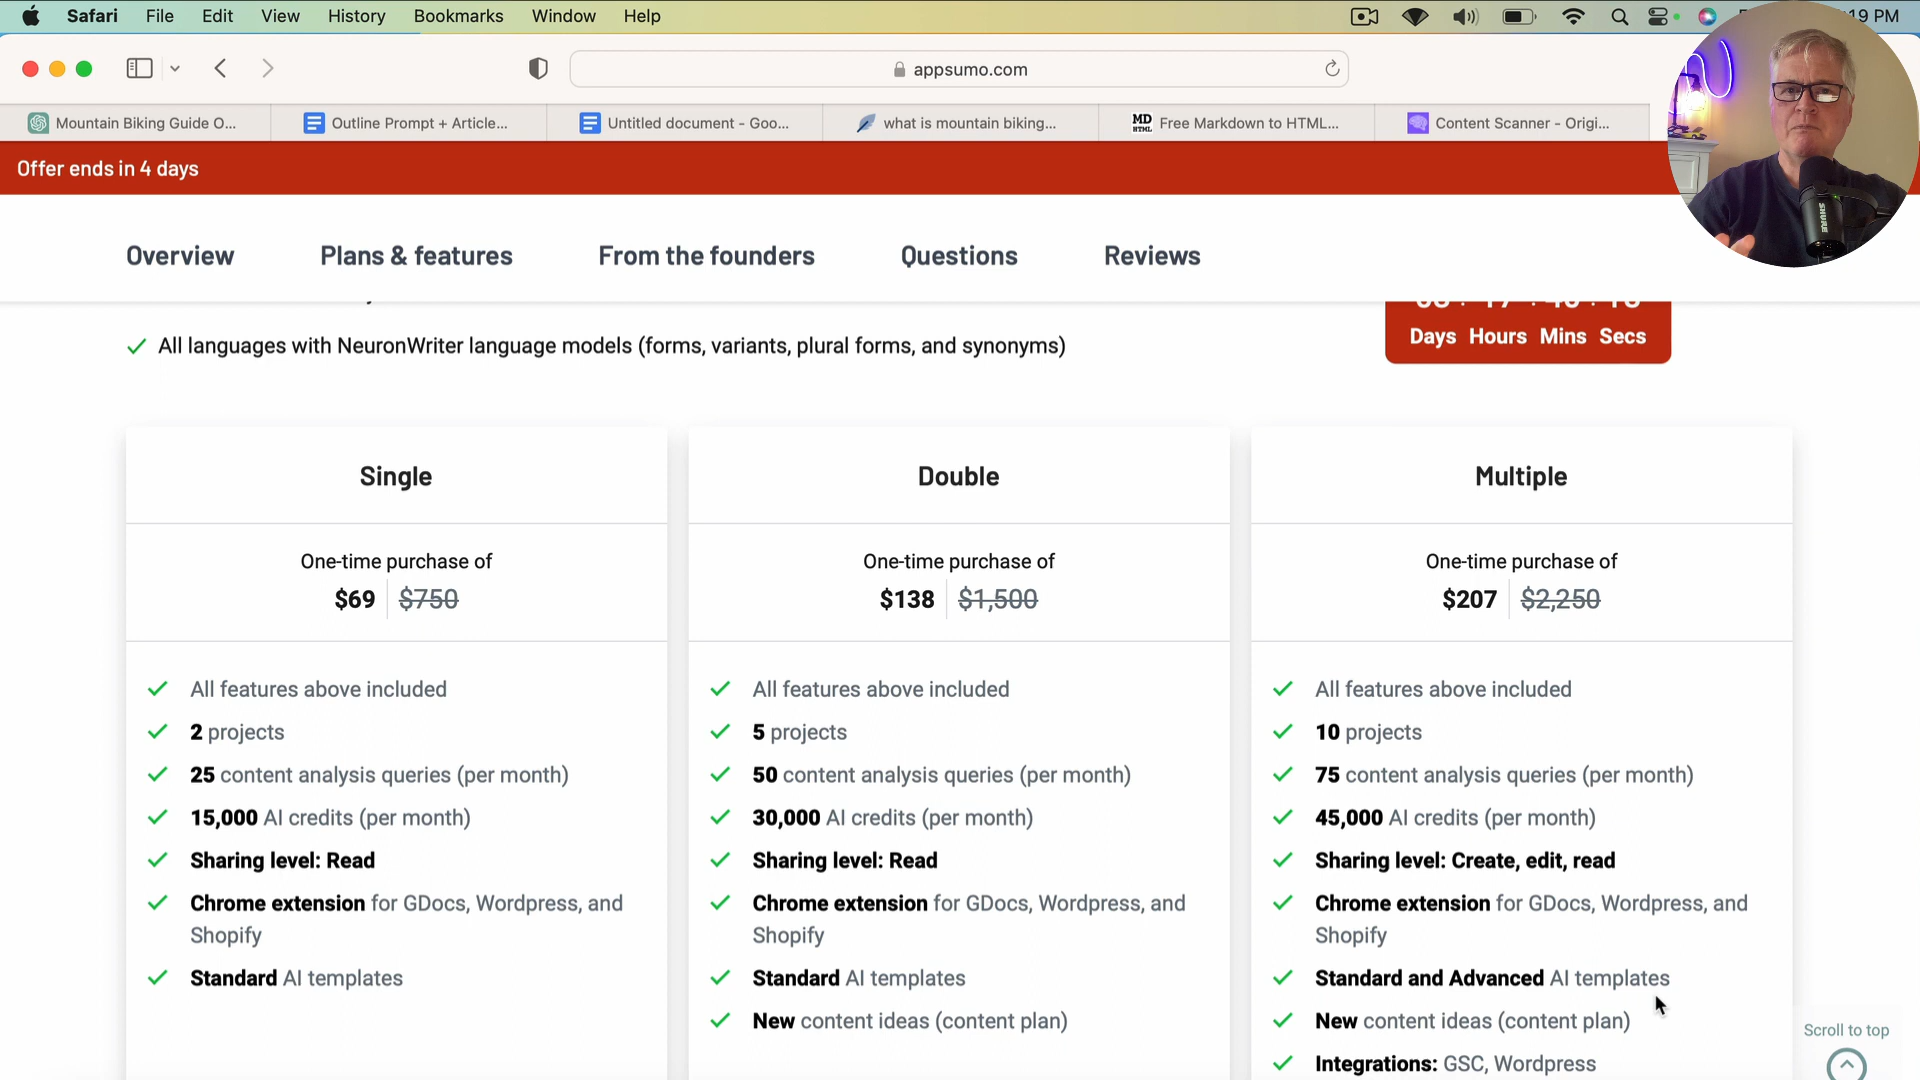 Safari File Edit View History Bookmarks Window Help
19 PM
appsumo.com
Mountain Biking Guide O...
Outline Prompt + Article...
Untitled document - Goo...
what is mountain biking...
MD HTML
Free Markdown to HTML...
Content Scanner - Origi...
Offer ends in 4 days
Overview
Plans & features
From the founders
Questions
Reviews
Days Hours Mins Secs
All languages with NeuronWriter language models (forms, variants, plural forms, and synonyms)
Single
One-time purchase of
$69 $750
All features above included
2 projects
25 content analysis queries (per month)
15,000 AI credits (per month)
Sharing level: Read
Chrome extension for GDocs, Wordpress, and
Shopify
Standard AI templates
Double
One-time purchase of
$138 $1,500
All features above included
5 projects
50 content analysis queries (per month)
30,000 AI credits (per month)
Sharing level: Read
Chrome extension for GDocs, Wordpress, and
Shopify
Standard AI templates
New content ideas (content plan)
Multiple
One-time purchase of
$207 $2,250
All features above included
10 projects
75 content analysis queries (per month)
45,000 AI credits (per month)
Sharing level: Create, edit, read
Chrome extension for GDocs, Wordpress, and
Shopify
Standard and Advanced AI templates
New content ideas (content plan)
Integrations: GSC, Wordpress
Scroll to top
SHURE